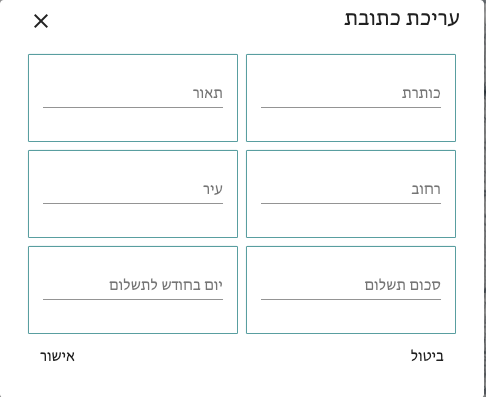 עריכת כתובת
כותרת
תאור
רחוב
עיר
סכום תשלום
יום בחודש לתשלום
ביטול
אישור